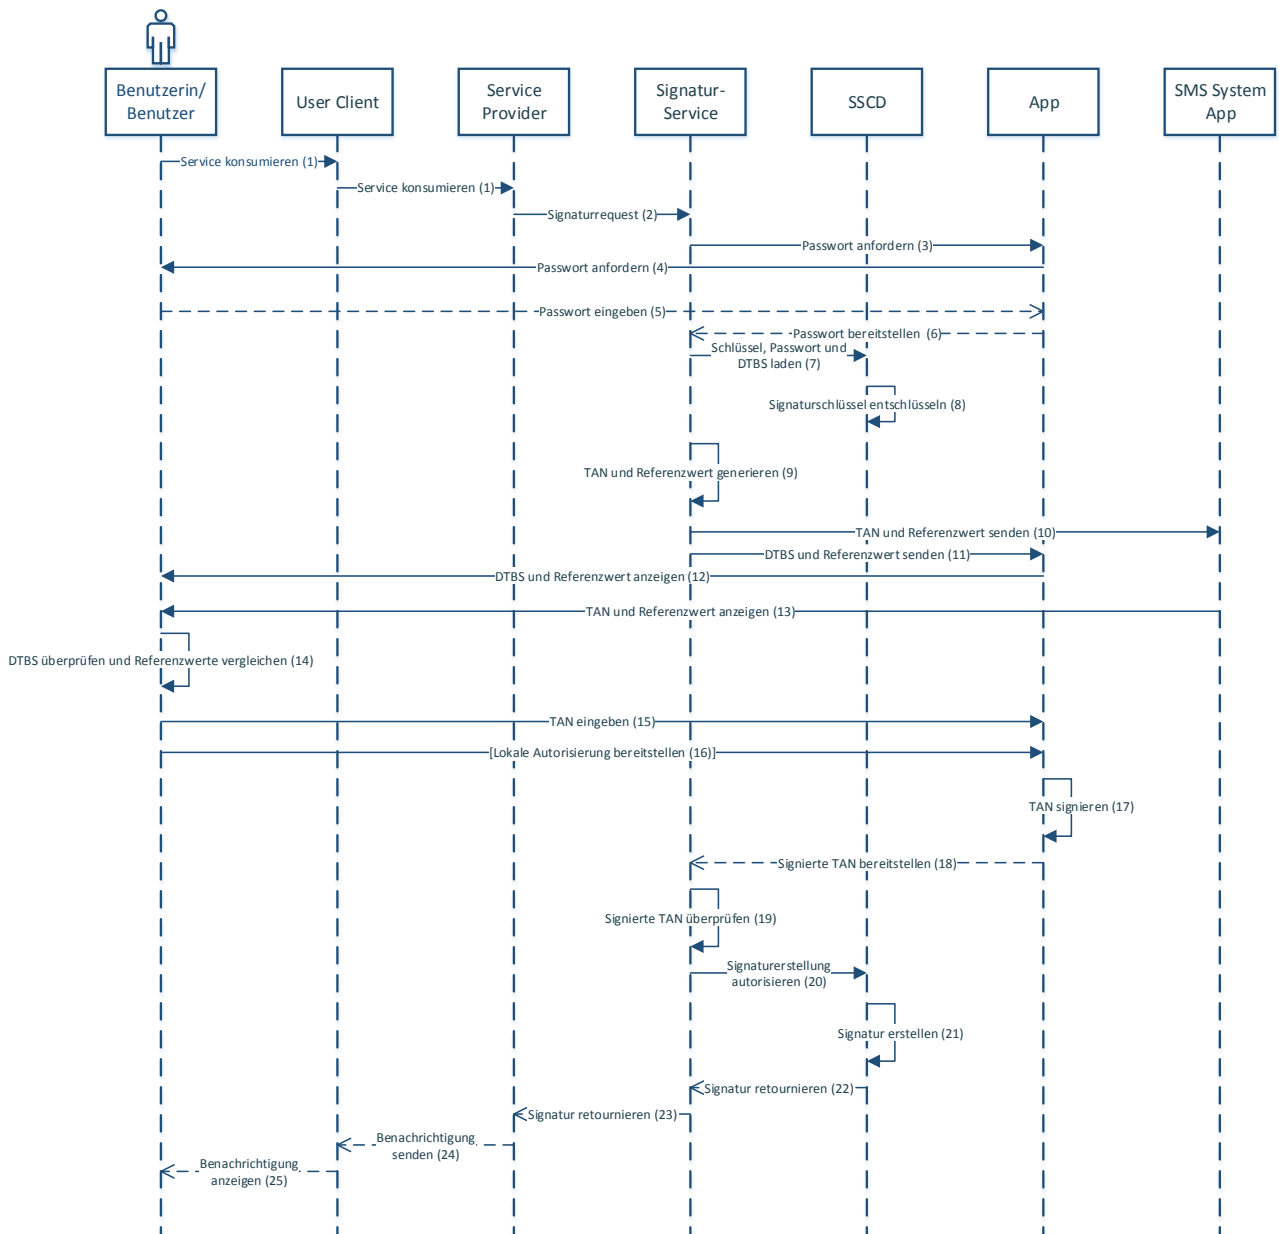 Benutzerin/
Benutzer
User Client
Service
Provider
Signatur-
Service
SSCD
App
SMS System
App
Service konsumieren (1)
Service konsumieren (1)
Signaturrequest (2)
Passwort anfordern (3)
Passwort anfordern (4)
Passwort eingeben (5)
Passwort bereitstellen (6)
Schlüssel, Passwort und
DTBS laden (7)
Signaturschlüssel entschlüsseln (8)
TAN und Referenzwert generieren (9)
TAN und Referenzwert senden (10)
DTBS und Referenzwert senden (11)
DTBS und Referenzwert anzeigen (12)
TAN und Referenzwert anzeigen (13)
DTBS überprüfen und Referenzwerte vergleichen (14)
TAN eingeben (15)
[Lokale Autorisierung bereitstellen (16)]
TAN signieren (17)
Signierte TAN bereitstellen (18)
Signierte TAN überprüfen (19)
Signaturerstellung
autorisieren (20)
Signatur erstellen (21)
Signatur retournieren (22)
Signatur retournieren (23)
Benachrichtigung
senden (24)
Benachrichtigung
anzeigen (25)